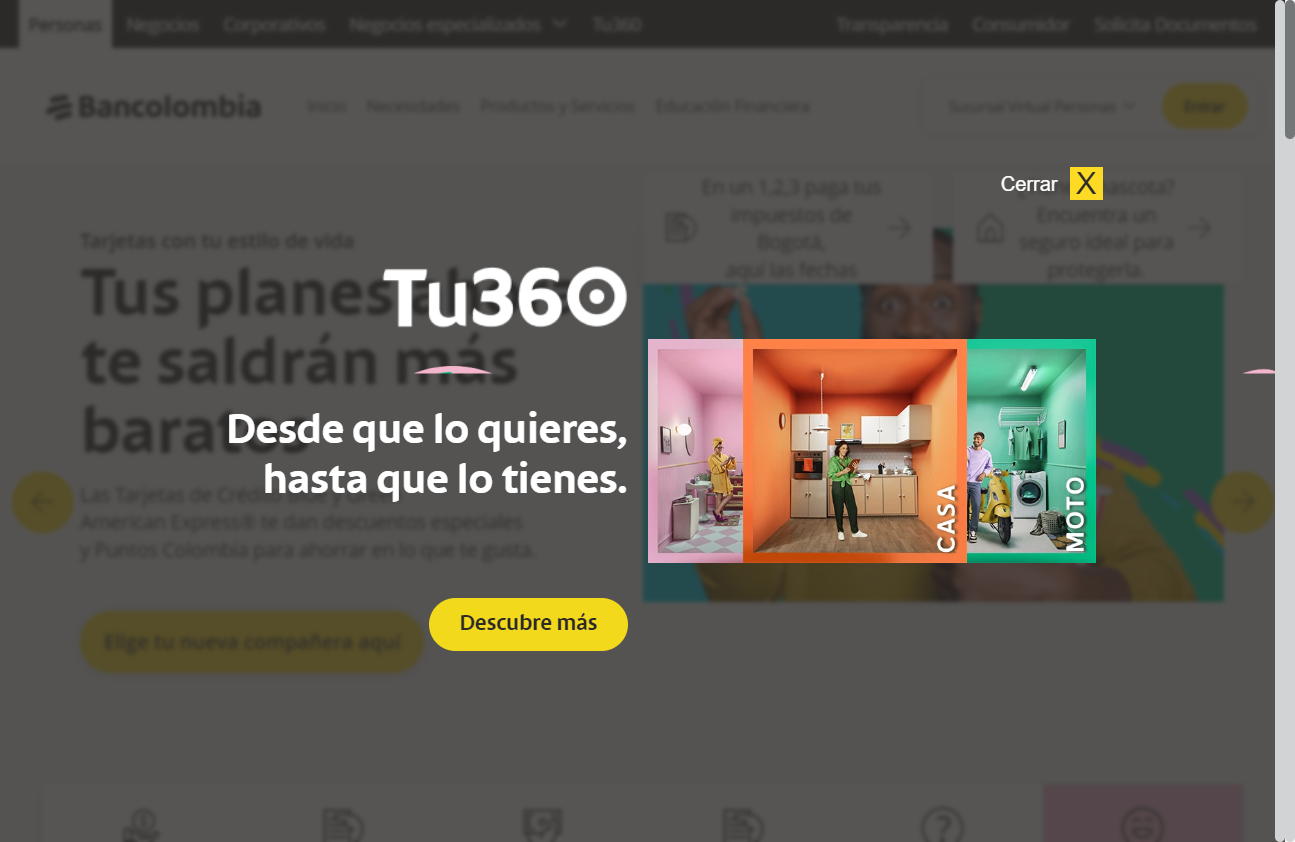 Personas Negocios Corporativos Negocios especializados Tu360 Transparencia Consumidor Solicita Documentos
Bancolombia Inicio Necesidades Productos y Servicios Educación Financiera Sucursal Virtual Personas Entrar
Cerrar X
En un 1,2,3 paga tus
impuestos de
Bogotá,
aquí las fechas
mascota?
Encuentra un
seguro ideal para
protegerla.
Tarjetas con tu estilo de vida
Tus planes
te saldrán más
baratos
Tu360
Desde que lo quieres,
hasta que lo tienes.
CASA
MOTO
Las Tarjetas de Crédito
American Express® te dan descuentos especiales
y Puntos Colombia para ahorrar en lo que te gusta.
Descubre más
Elige tu nueva compañera aquí